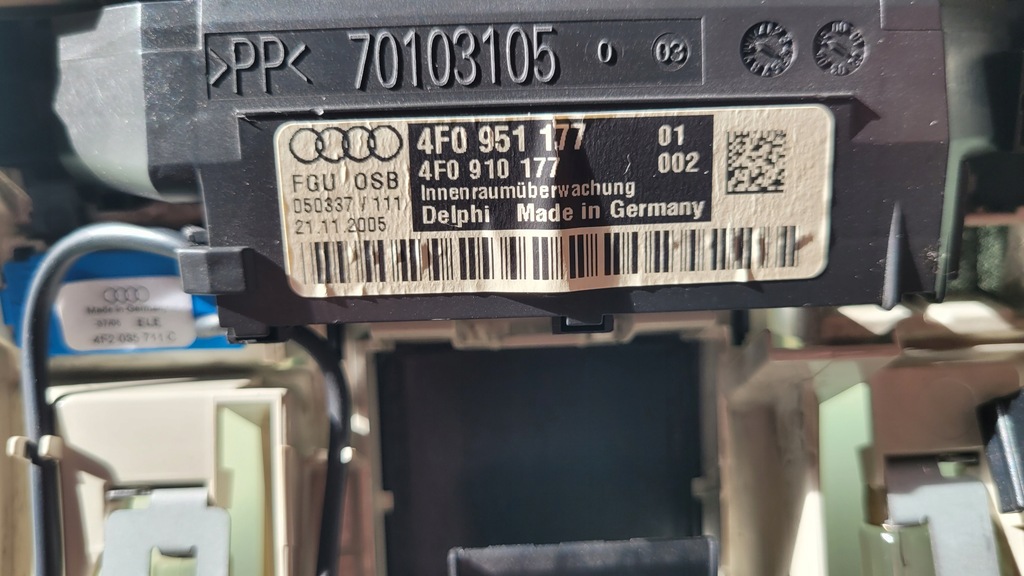 >PP< 70103105 0 03
4F0 951 177 01
4F0 910 177 002
FGU OSB Innenraumüberwachung
050337 / 111 Delphi Made in Germany
21.11.2005
Made in Germany
ELE